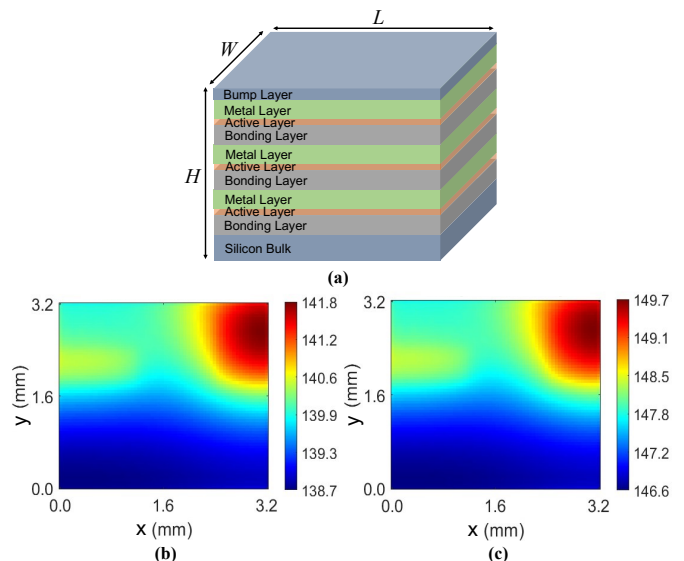 L
W
H
Bump Layer
Metal Layer
Active Layer
Bonding Layer
Metal Layer
Active Layer
Bonding Layer
Metal Layer
Active Layer
Bonding Layer
Silicon Bulk
(a)
3.2
1.6
0.0
y (mm)
0.0 1.6 3.2
x (mm)
141.8
141.2
140.6
139.9
139.3
138.7
(b)
3.2
1.6
0.0
y (mm)
0.0 1.6 3.2
x (mm)
149.7
149.1
148.5
147.8
147.2
146.6
(c)